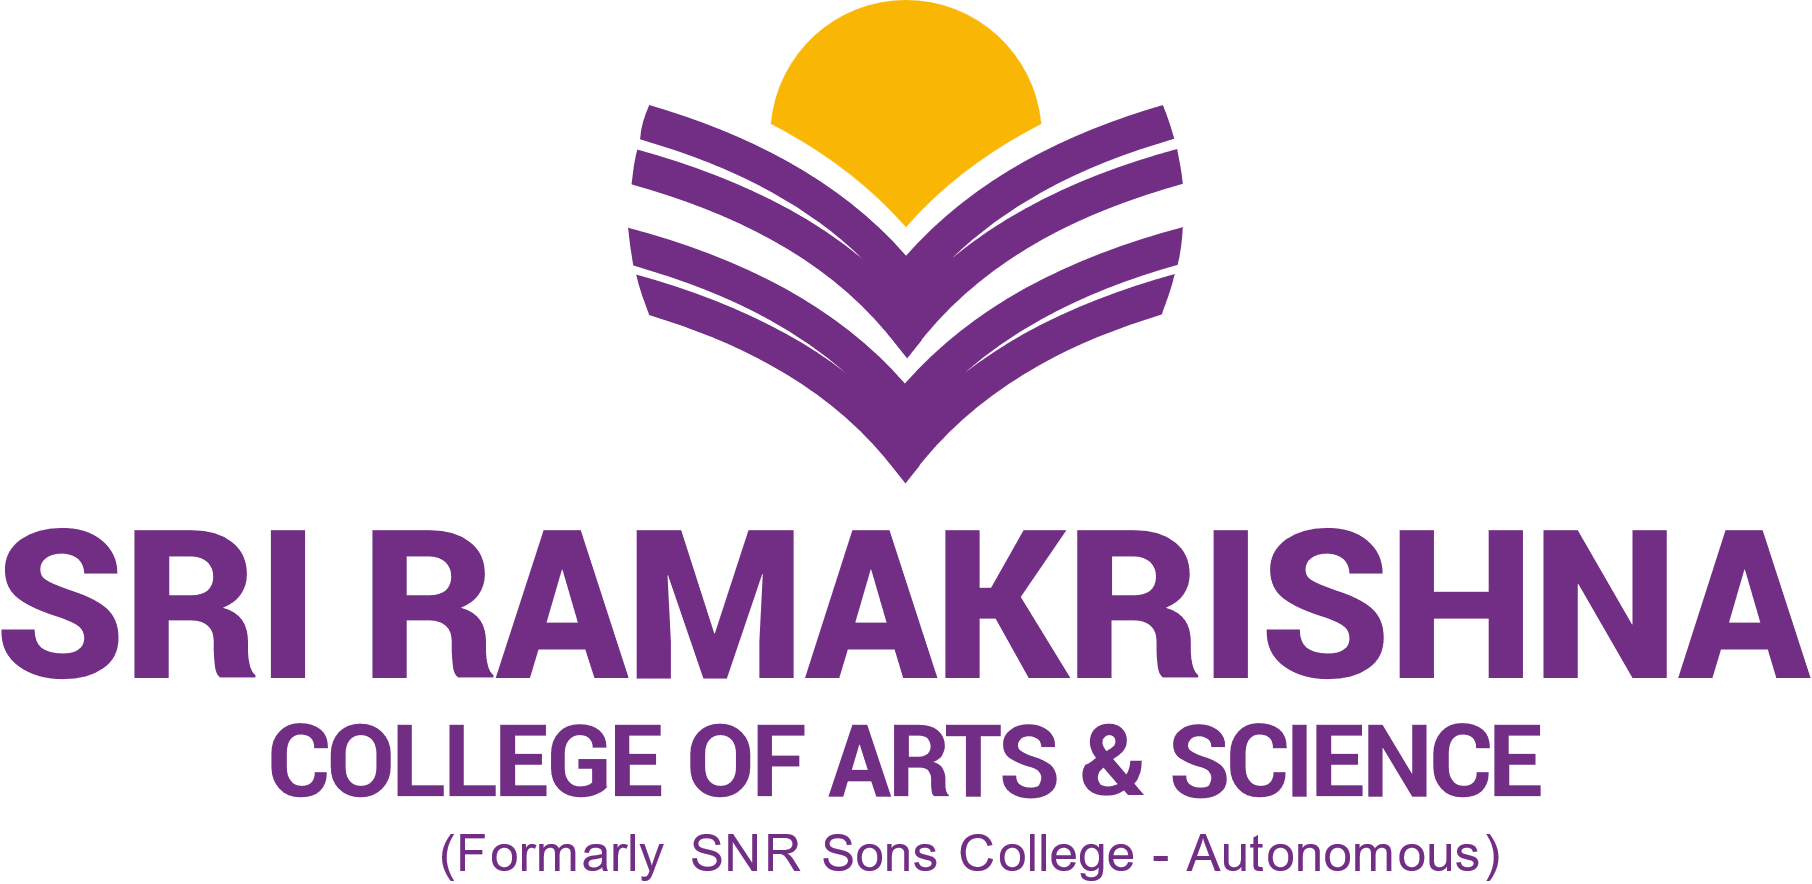 SRI RAMAKRISHNA
COLLEGE OF ARTS & SCIENCE
(Formarly SNR Sons College - Autonomous)